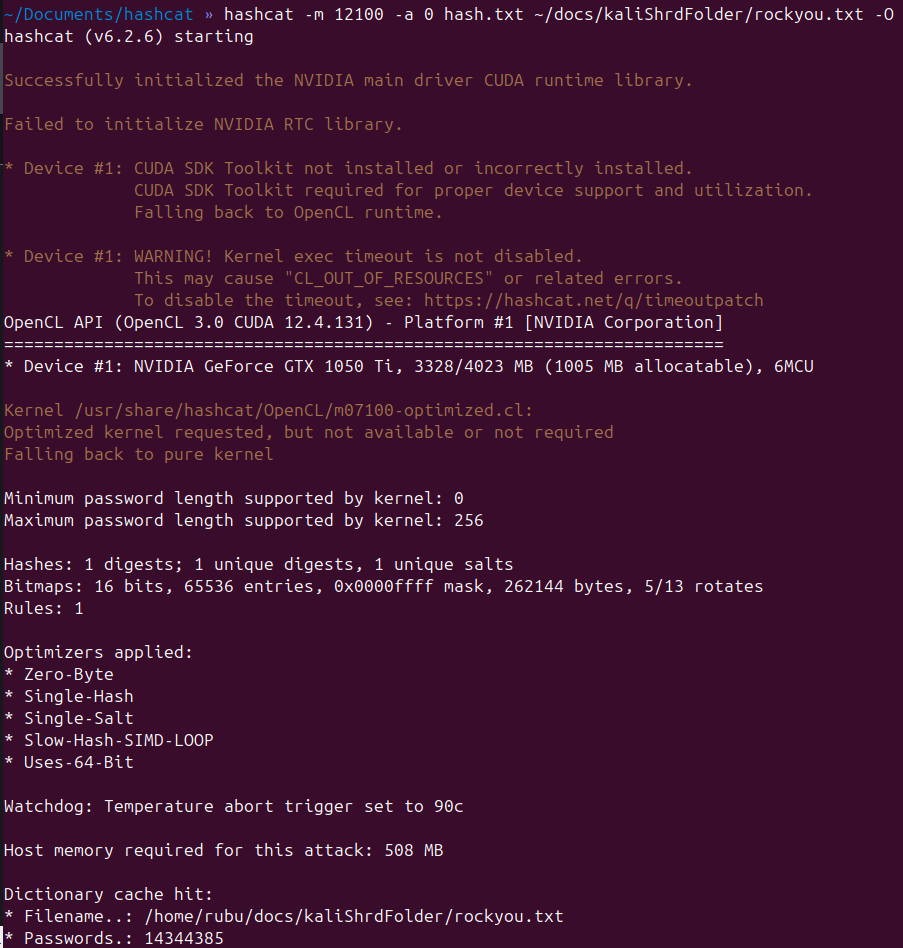 ~/Documents/hashcat » hashcat -m 12100 -a 0 hash.txt ~/docs/kaliShrdFolder/rockyou.txt -O
hashcat (v6.2.6) starting
Successfully initialized the NVIDIA main driver CUDA runtime library.
Failed to initialize NVIDIA RTC library.
* Device #1: CUDA SDK Toolkit not installed or incorrectly installed.
CUDA SDK Toolkit required for proper device support and utilization.
Falling back to OpenCL runtime.
* Device #1: WARNING! Kernel exec timeout is not disabled.
This may cause "CL_OUT_OF_RESOURCES" or related errors.
To disable the timeout, see: https://hashcat.net/q/timeoutpatch
OpenCL API (OpenCL 3.0 CUDA 12.4.131) - Platform #1 [NVIDIA Corporation]
========================================================================
* Device #1: NVIDIA GeForce GTX 1050 Ti, 3328/4023 MB (1005 MB allocatable), 6MCU
Kernel /usr/share/hashcat/OpenCL/m07100-optimized.cl:
Optimized kernel requested, but not available or not required
Falling back to pure kernel
Minimum password length supported by kernel: 0
Maximum password length supported by kernel: 256
Hashes: 1 digests; 1 unique digests, 1 unique salts
Bitmaps: 16 bits, 65536 entries, 0x0000ffff mask, 262144 bytes, 5/13 rotates
Rules: 1
Optimizers applied:
* Zero-Byte
* Single-Hash
* Single-Salt
* Slow-Hash-SIMD-LOOP
* Uses-64-Bit
Watchdog: Temperature abort trigger set to 90c
Host memory required for this attack: 508 MB
Dictionary cache hit:
* Filename..: /home/rubu/docs/kaliShrdFolder/rockyou.txt
* Passwords.: 14344385